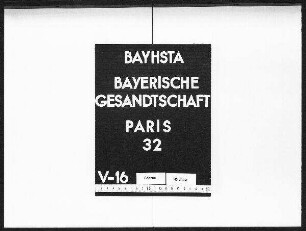 BAYHSTA
BAYERISCHE
GESANDTSCHAFT
PARIS
32
V-16